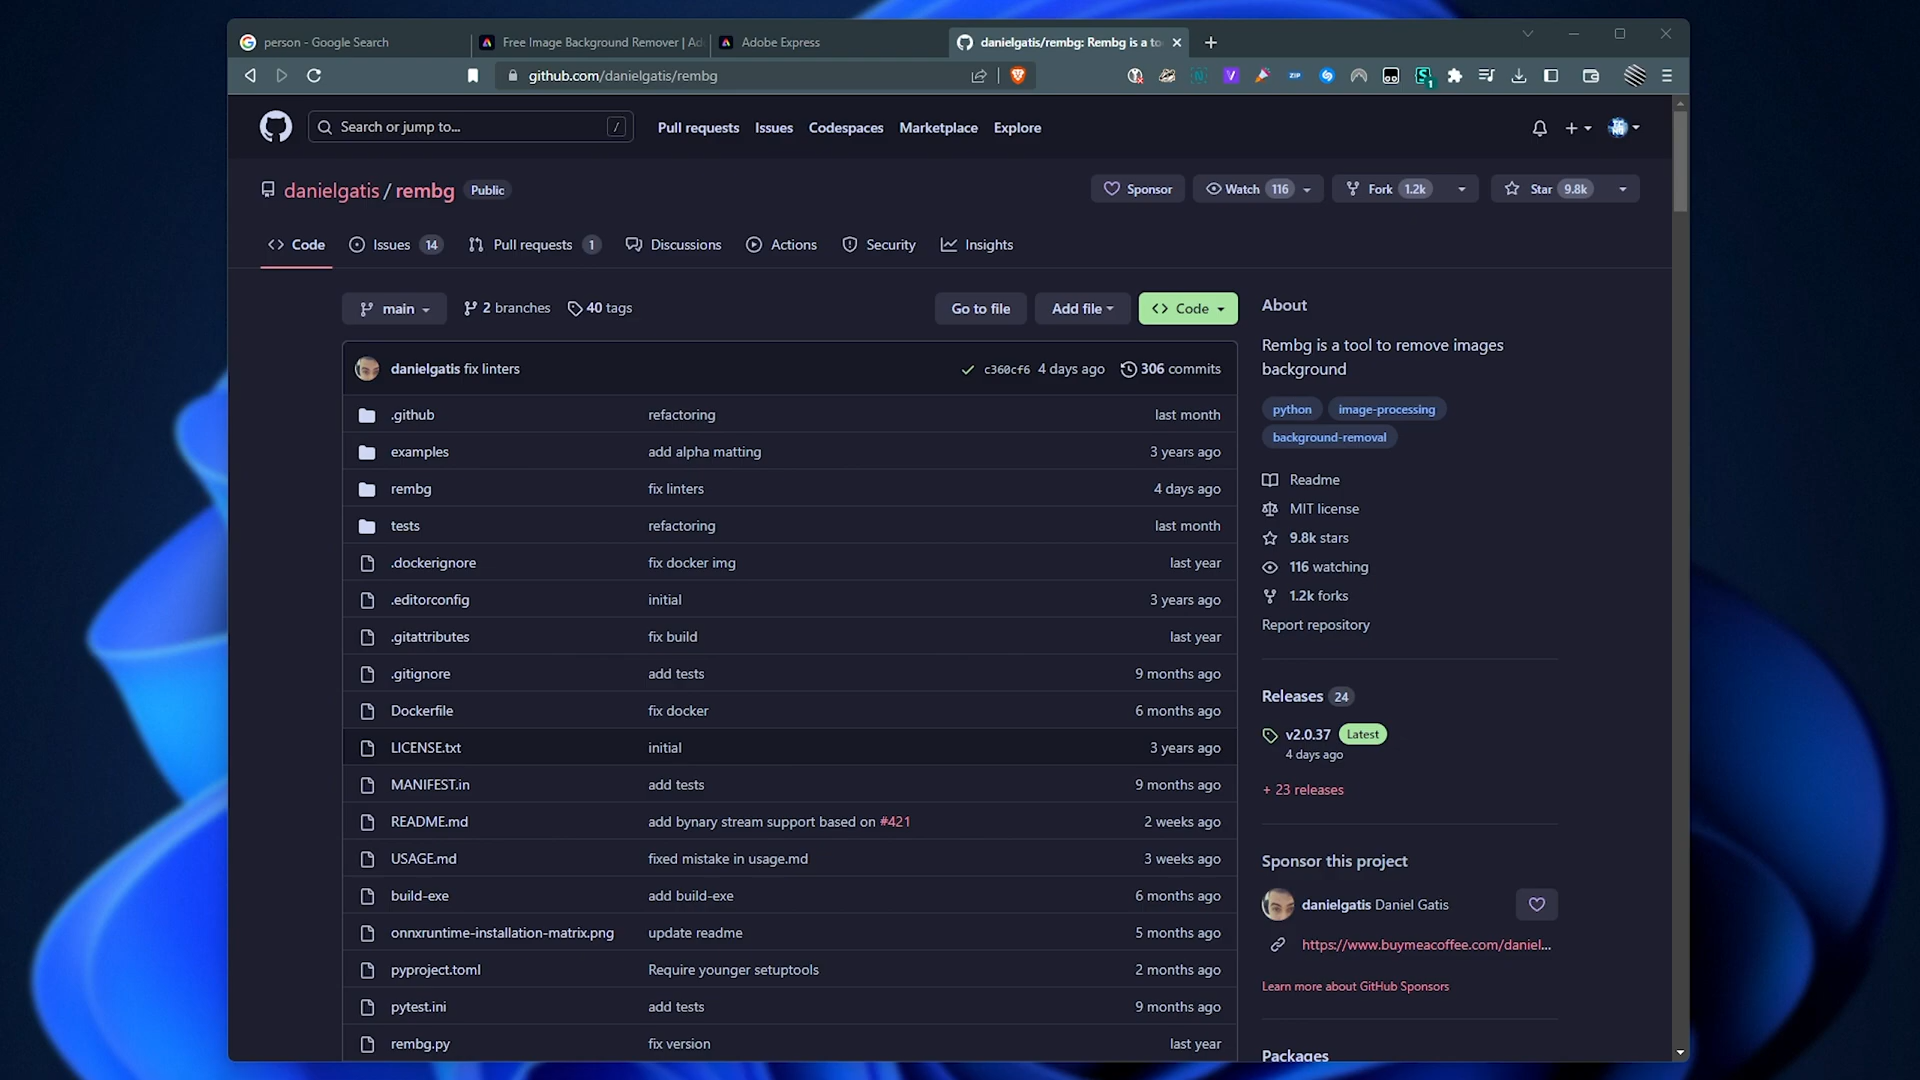 person - Google Search
Free Image Background Remover | Ad
Adobe Express
danielgatis/rembg: Rembg is a to
github.com/danielgatis/rembg
ZIP
1
Search or jump to...
/
Pull requests
Issues
Codespaces
Marketplace
Explore
danielgatis / rembg
Public
Sponsor
Watch 116
Fork 1.2k
Star 9.8k
Code
Issues 14
Pull requests 1
Discussions
Actions
Security
Insights
main
2 branches
40 tags
Go to file
Add file
Code
danielgatis fix linters
c360cf6 4 days ago
306 commits
.github refactoring last month
examples add alpha matting 3 years ago
rembg fix linters 4 days ago
tests refactoring last month
.dockerignore fix docker img last year
.editorconfig initial 3 years ago
.gitattributes fix build last year
.gitignore add tests 9 months ago
Dockerfile fix docker 6 months ago
LICENSE.txt initial 3 years ago
MANIFEST.in add tests 9 months ago
README.md add bynary stream support based on #421 2 weeks ago
USAGE.md fixed mistake in usage.md 3 weeks ago
build-exe add build-exe 6 months ago
onnxruntime-installation-matrix.png update readme 5 months ago
pyproject.toml Require younger setuptools 2 months ago
pytest.ini add tests 9 months ago
rembg.py fix version last year
About
Rembg is a tool to remove images
background
python
image-processing
background-removal
Readme
MIT license
9.8k stars
116 watching
1.2k forks
Report repository
Releases 24
v2.0.37 Latest
4 days ago
+ 23 releases
Sponsor this project
danielgatis Daniel Gatis
https://www.buymeacoffee.com/daniel...
Learn more about GitHub Sponsors
Packages